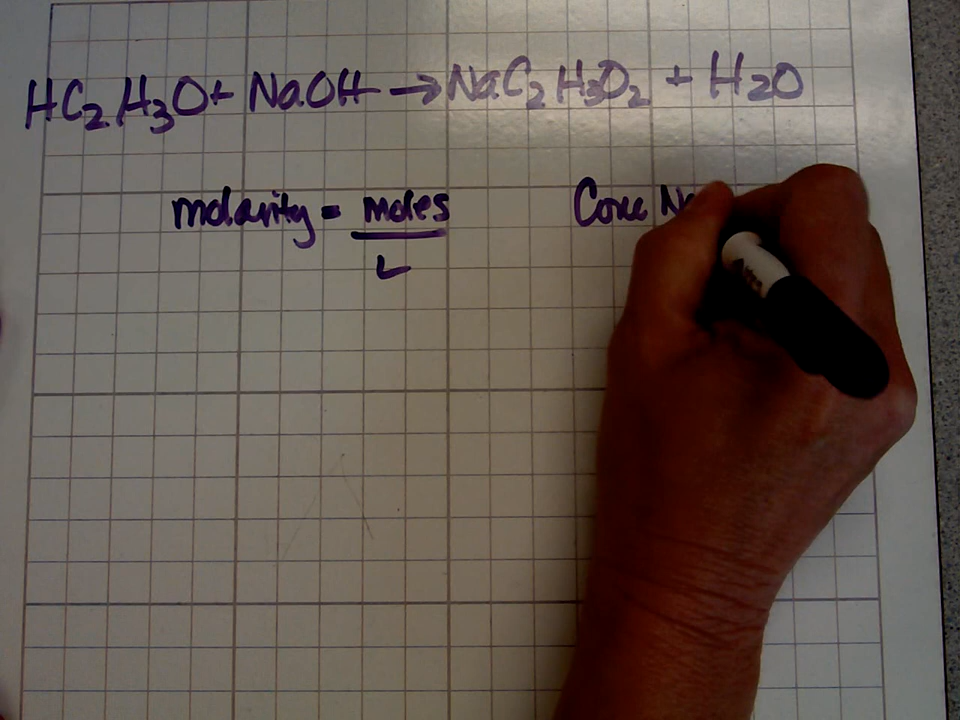 HC₂H₃O+ NaOH → NaC₂H₃O₂ + H₂O
molarity = moles
L
Conc